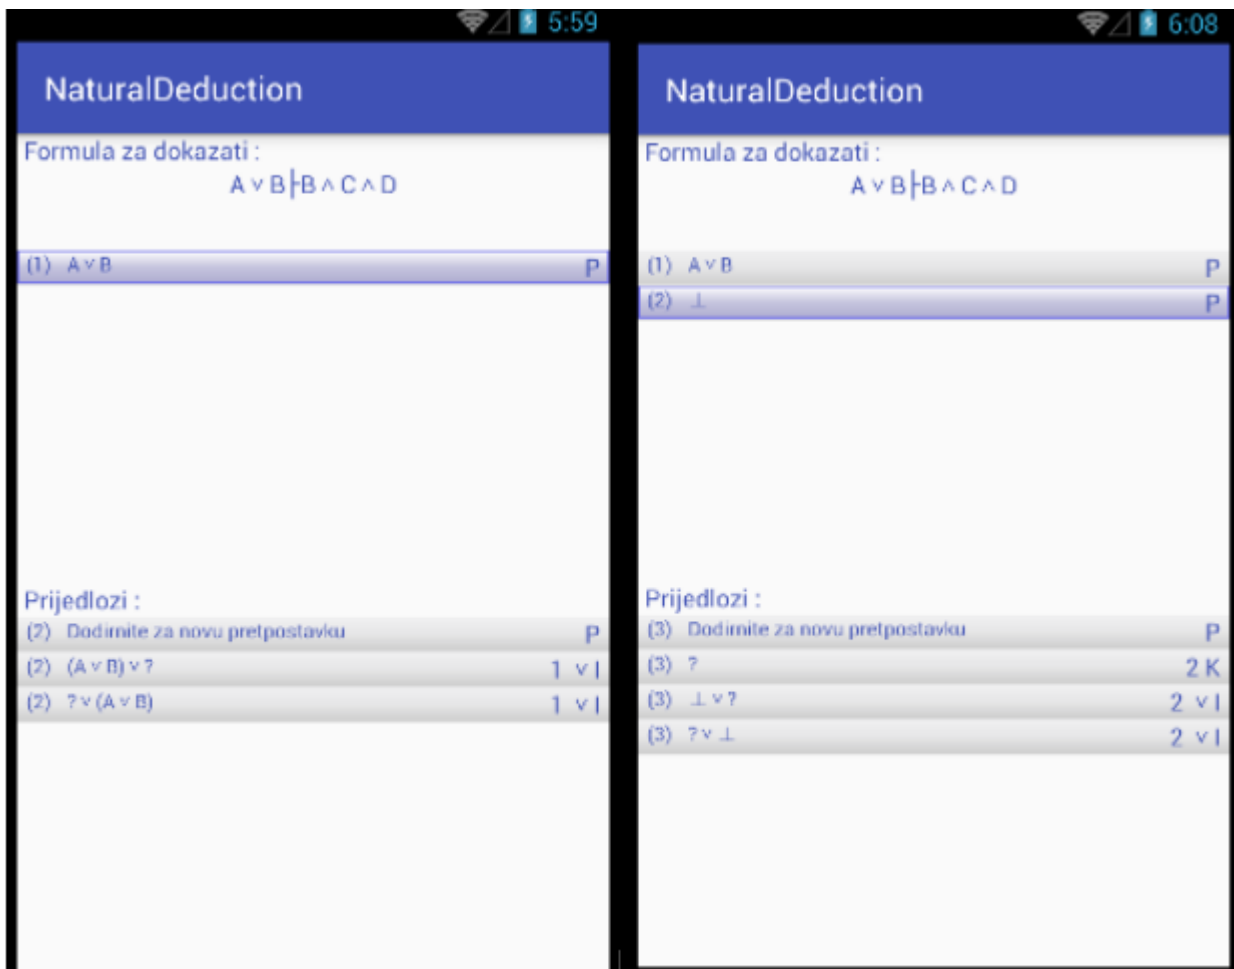 5:59
NaturalDeduction
Formula za dokazati :
A ∨ B ├ B ∧ C ∧ D
(1) A ∨ B P
Prijedlozi :
(2) Dodirnite za novu pretpostavku P
(2) (A ∨ B) ∨ ? 1 ∨ I
(2) ? ∨ (A ∨ B) 1 ∨ I
6:08
NaturalDeduction
Formula za dokazati :
A ∨ B ├ B ∧ C ∧ D
(1) A ∨ B P
(2) ⊥ P
Prijedlozi :
(3) Dodirnite za novu pretpostavku P
(3) ? 2 K
(3) ⊥ ∨ ? 2 ∨ I
(3) ? ∨ ⊥ 2 ∨ I